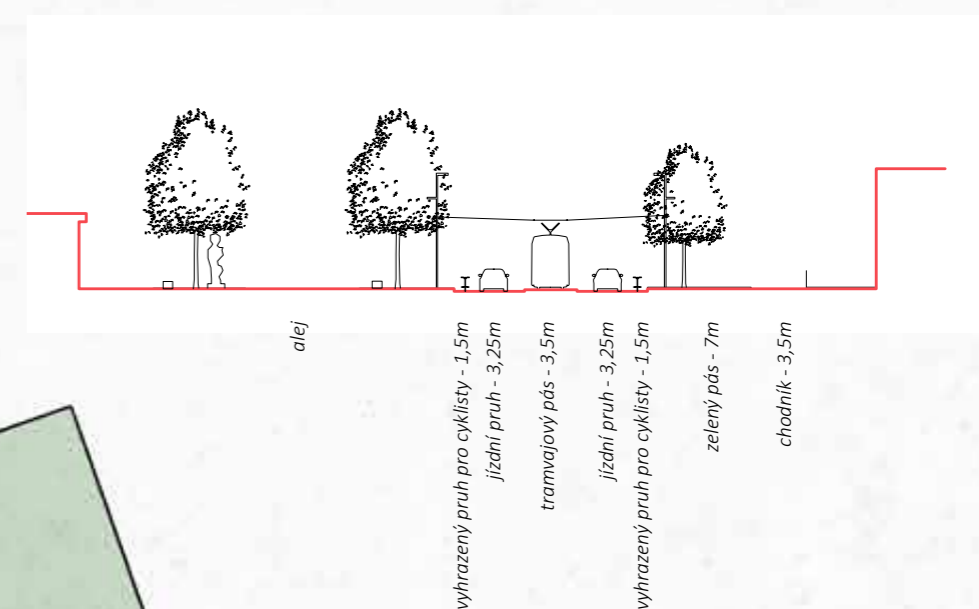 alej
vyhrazený pruh pro cyklisty - 1,5m
jízdní pruh - 3,25m
tramvajový pás - 3,5m
jízdní pruh - 3,25m
vyhrazený pruh pro cyklisty - 1,5m
zelený pás - 7m
chodník - 3,5m